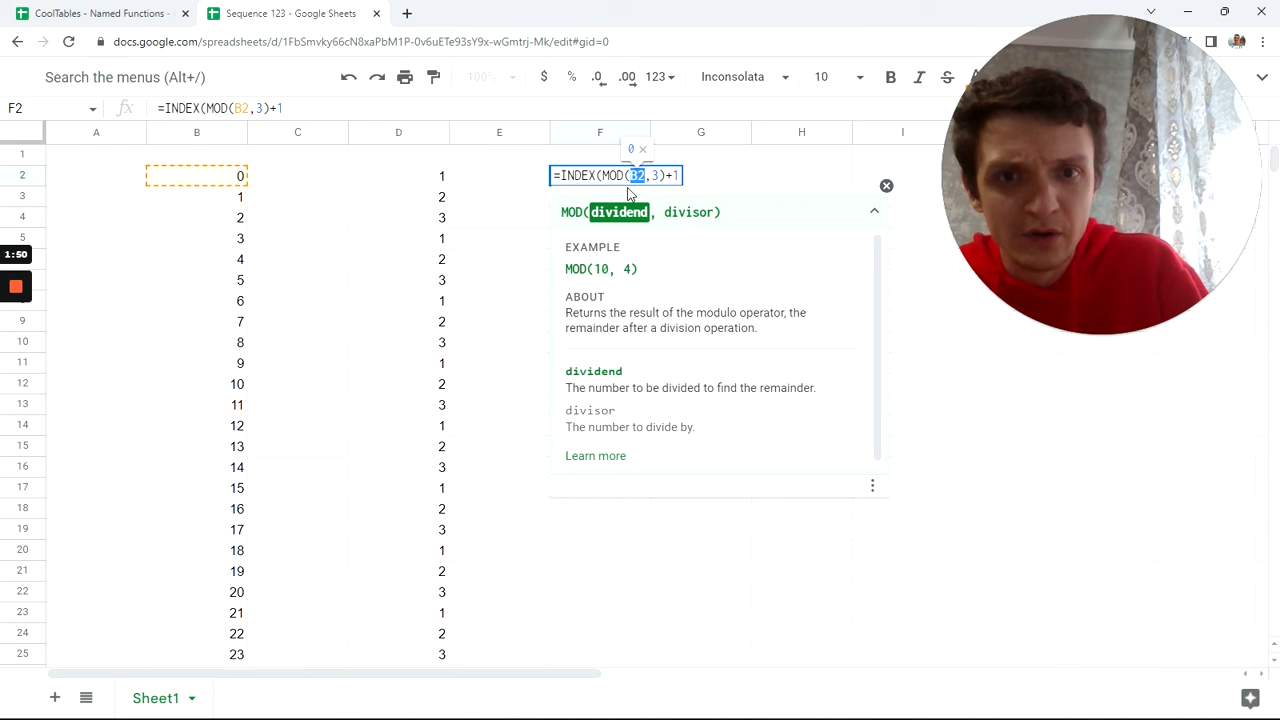 CoolTables - Named Functions -
Sequence 123 - Google Sheets
docs.google.com/spreadsheets/d/1FbSmvky66cN8xaPbM1P-0v6uETe93sY9x-wGmtrj-Mk/edit#gid=0
Search the menus (Alt+/)
100%
$
%
.0
.00
123
Inconsolata
10
B
I
S
F2
fx
=INDEX(MOD(B2,3)+1
A B C D E F G H I
1
0 ×
2 0 1 =INDEX(MOD(B2,3)+1
3 1 2
4 2 3
MOD(dividend, divisor)
5 3 1
1:50
EXAMPLE
4 2
MOD(10, 4)
5 3
ABOUT
6 1
Returns the result of the modulo operator, the
remainder after a division operation.
9 7 2
10 8 3
11 9 1
dividend
12 10 2
The number to be divided to find the remainder.
13 11 3
divisor
14 12 1
The number to divide by.
15 13 2
Learn more
16 14 3
17 15 1
18 16 2
19 17 3
20 18 1
21 19 2
22 20 3
23 21 1
24 22 2
25 23 3
Sheet1